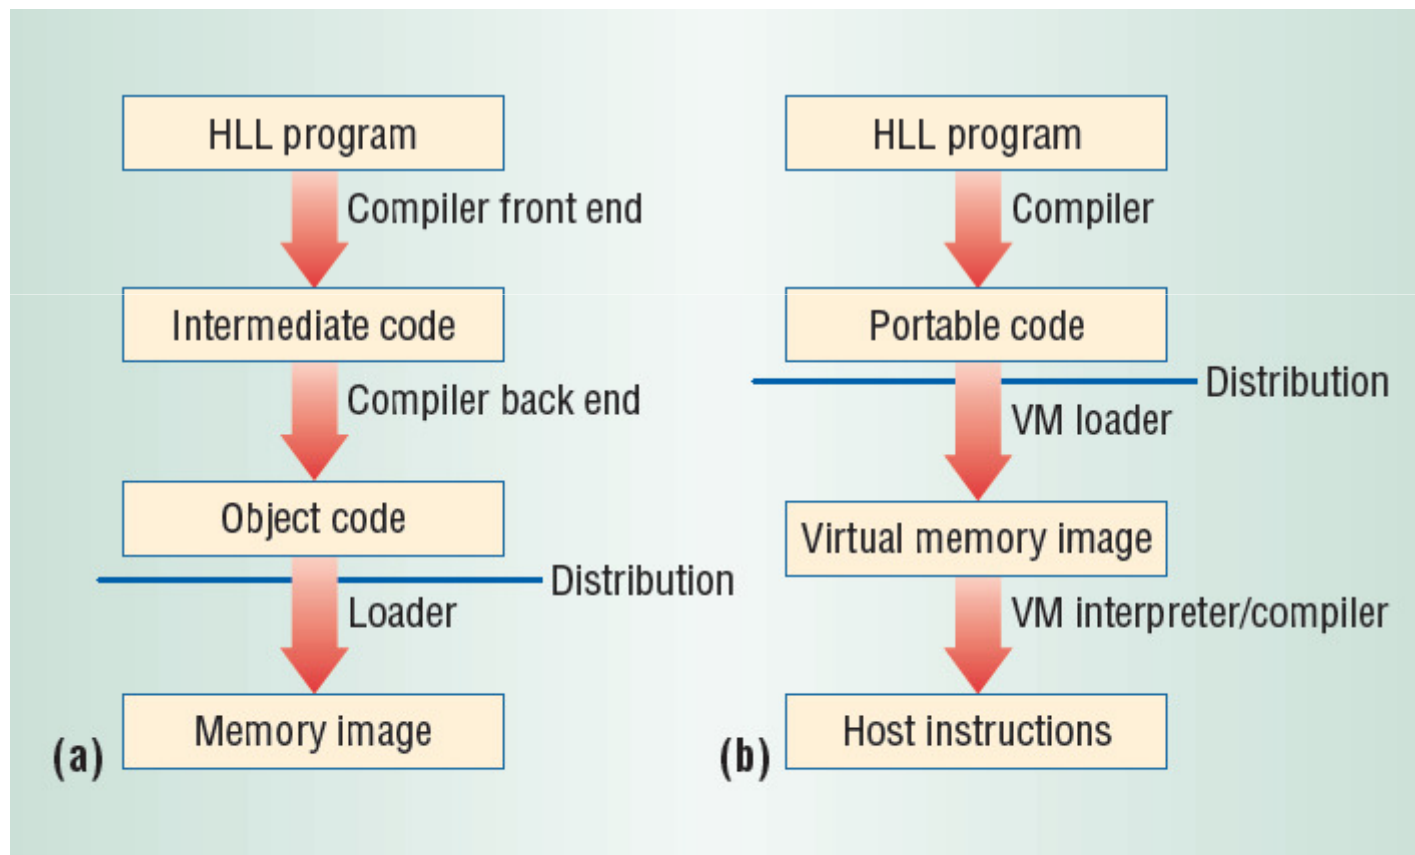 HLL program
Compiler front end
Intermediate code
Compiler back end
Object code
Distribution
Loader
Memory image
(a)
HLL program
Compiler
Portable code
Distribution
VM loader
Virtual memory image
VM interpreter/compiler
Host instructions
(b)